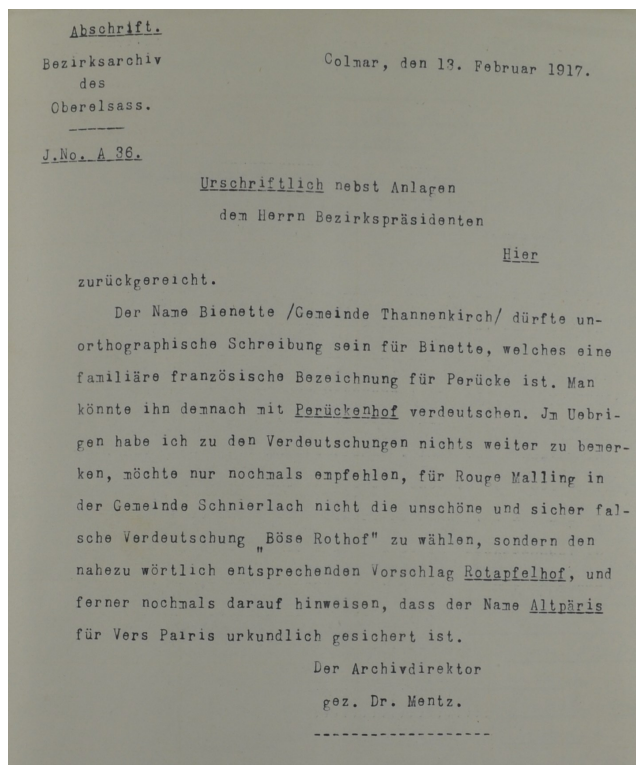 Abschrift.
Bezirksarchiv
des
Oberelsass.
Colmar, den 13. Februar 1917.
J.No. A 36.
Urschriftlich nebst Anlagen
dem Herrn Bezirkspräsidenten
Hier
zurückgereicht.
Der Name Bienette /Gemeinde Thannenkirch/ dürfte un-
orthographische Schreibung sein für Binette, welches eine
familiäre französische Bezeichnung für Perücke ist. Man
könnte ihn demnach mit Perückenhof verdeutschen. Jm Uebri-
gen habe ich zu den Verdeutschungen nichts weiter zu bemer-
ken, möchte nur nochmals empfehlen, für Rouge Malling in
der Gemeinde Schnierlach nicht die unschöne und sicher fal-
sche Verdeutschung „Böse Rothof" zu wählen, sondern den
nahezu wörtlich entsprechenden Vorschlag Rotapfelhof, und
ferner nochmals darauf hinweisen, dass der Name Altpäris
für Vers Pairis urkundlich gesichert ist.
Der Archivdirektor
gez. Dr. Mentz.